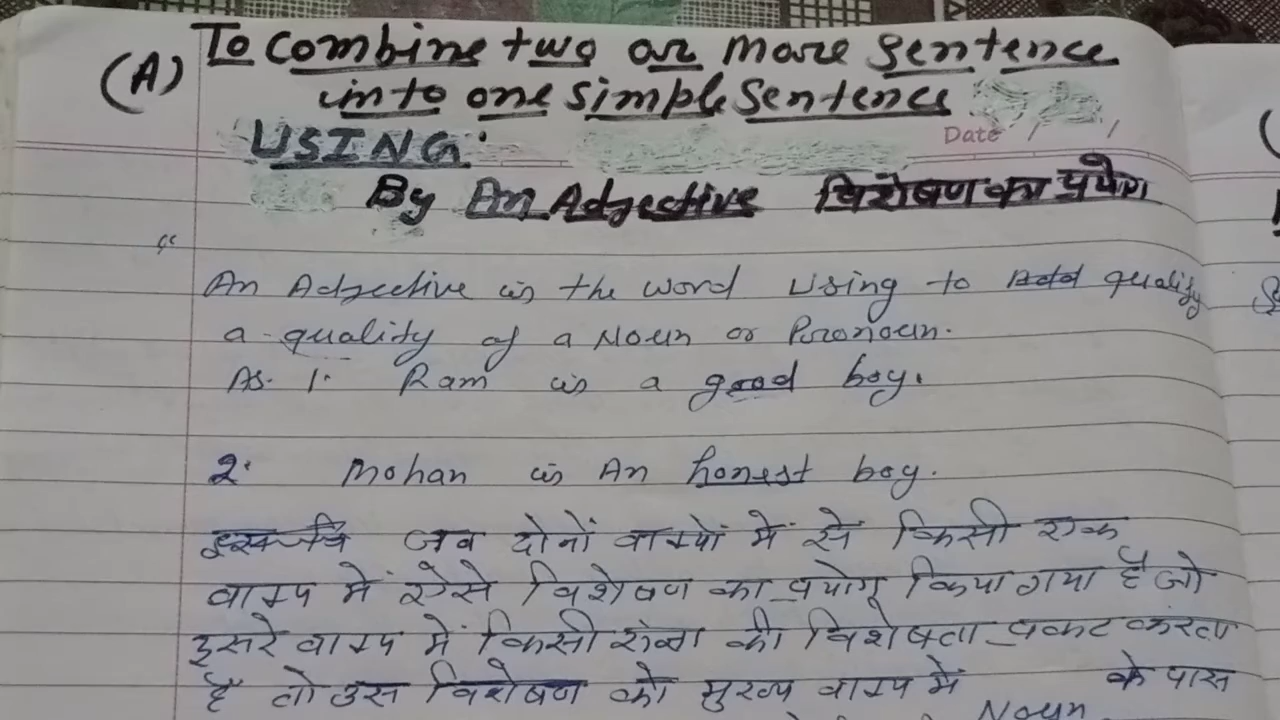 (A) To combine two or more sentence
into one simple sentence
Date / /
USING:
By An Adjective विशेषण का प्रयोग
"
An Adjective is the word using to qualify
a quality of a Noun or Pronoun.
As. 1. Ram is a good boy.
2. Mohan is An honest boy.
जब दोनों वाक्यों में से किसी एक
वाक्य में ऐसे विशेषण का प्रयोग किया गया है जो
दूसरे वाक्य में किसी संज्ञा की विशेषता प्रकट करता
है तो उस विशेषण को मुख्य वाक्य में के पास
Noun